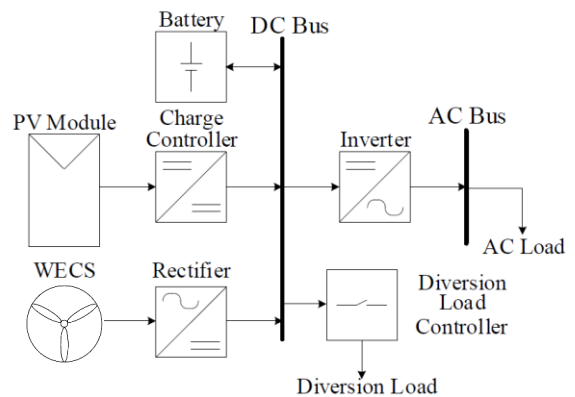 Battery
DC Bus
PV Module
Charge
Controller
Inverter
AC Bus
AC Load
WECS
Rectifier
Diversion
Load
Controller
Diversion Load